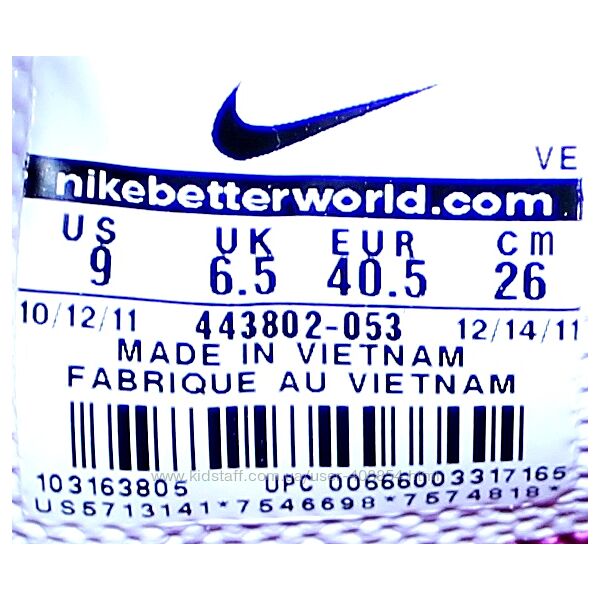 VE
nikebetterworld.com
US UK EUR cm
9 6.5 40.5 26
10/12/11 443802-053 12/14/11
MADE IN VIETNAM
FABRIQUE AU VIETNAM
103163805 UPC 00666003317165
US5713141*7546698*7574818*